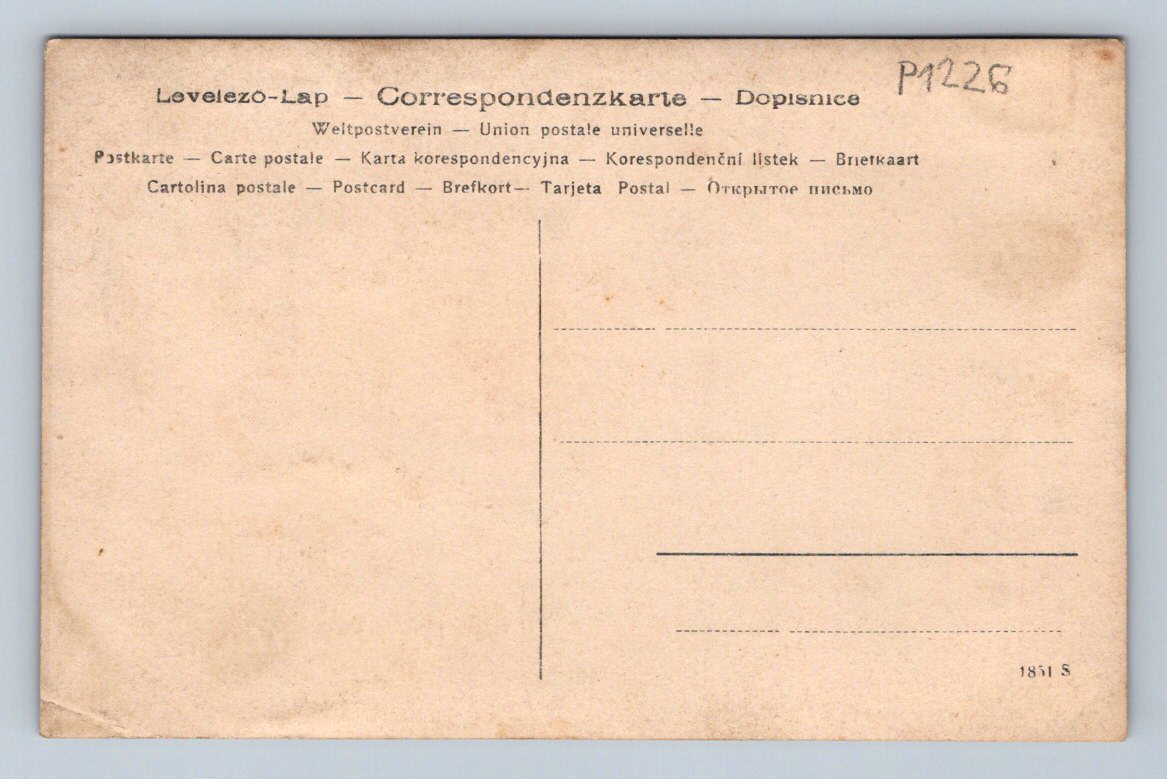 P1226
Levelezö-Lap — Correspondenzkarte — Dopisnice
Weltpostverein — Union postale universelle
Postkarte — Carte postale — Karta korespondencyjna — Korespondenční lístek — Briefkaart
Cartolina postale — Postcard — Brefkort — Tarjeta Postal — Открытое письмо
1851 S